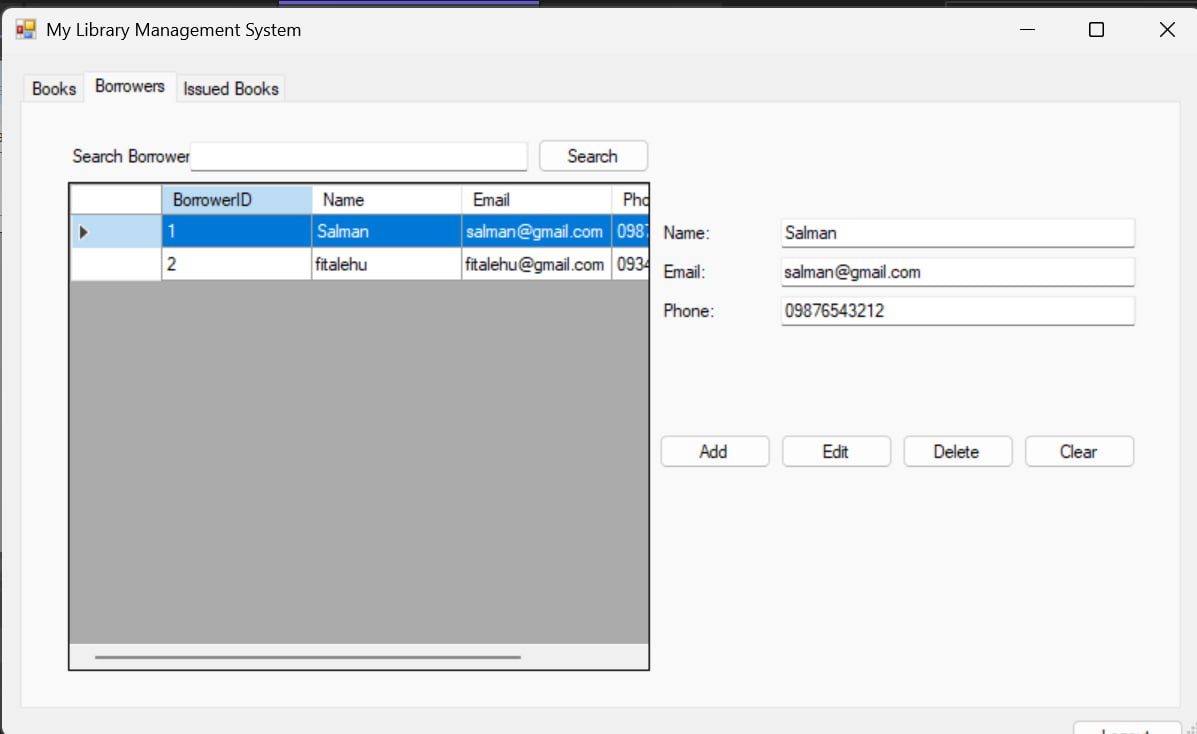 My Library Management System
Books Borrowers Issued Books
Search Borrower Search
BorrowerID Name Email Pho
1 Salman salman@gmail.com 0987
2 fitalehu fitalehu@gmail.com 0934
Name: Salman
Email: salman@gmail.com
Phone: 09876543212
Add Edit Delete Clear